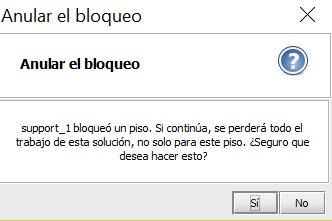 Anular el bloqueo
Anular el bloqueo
support_1 bloqueó un piso. Si continúa, se perderá todo el
trabajo de esta solución, no solo para este piso. ¿Seguro que
desea hacer esto?
Sí
No